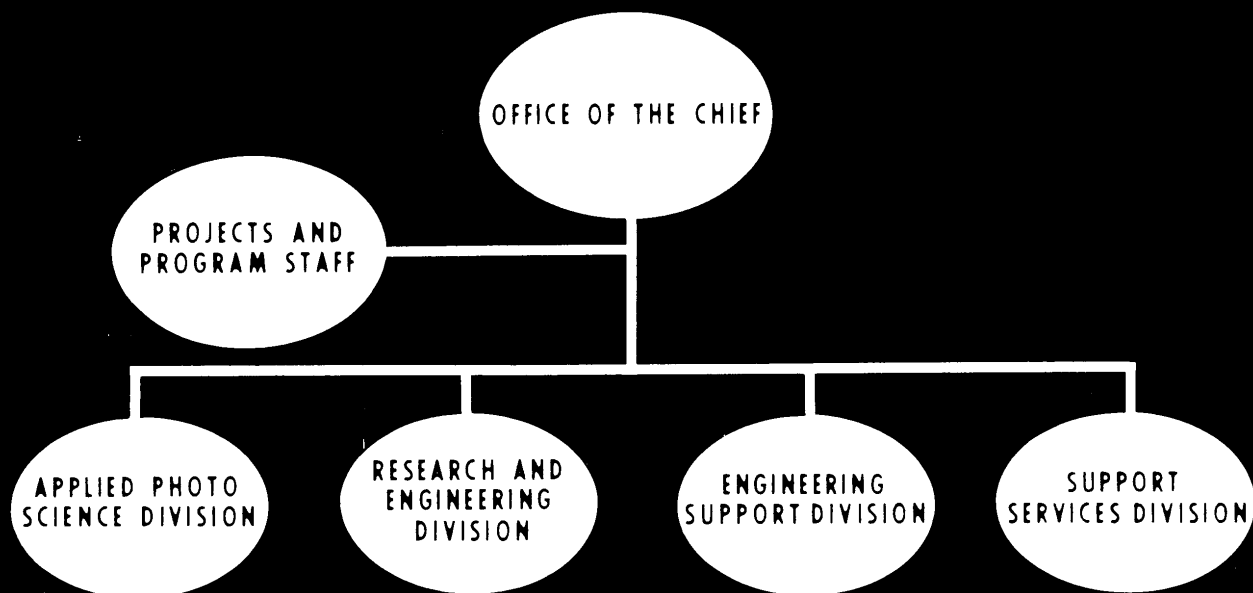 OFFICE OF THE CHIEF
PROJECTS AND
PROGRAM STAFF
APPLIED PHOTO
SCIENCE DIVISION
RESEARCH AND
ENGINEERING
DIVISION
ENGINEERING
SUPPORT DIVISION
SUPPORT
SERVICES DIVISION